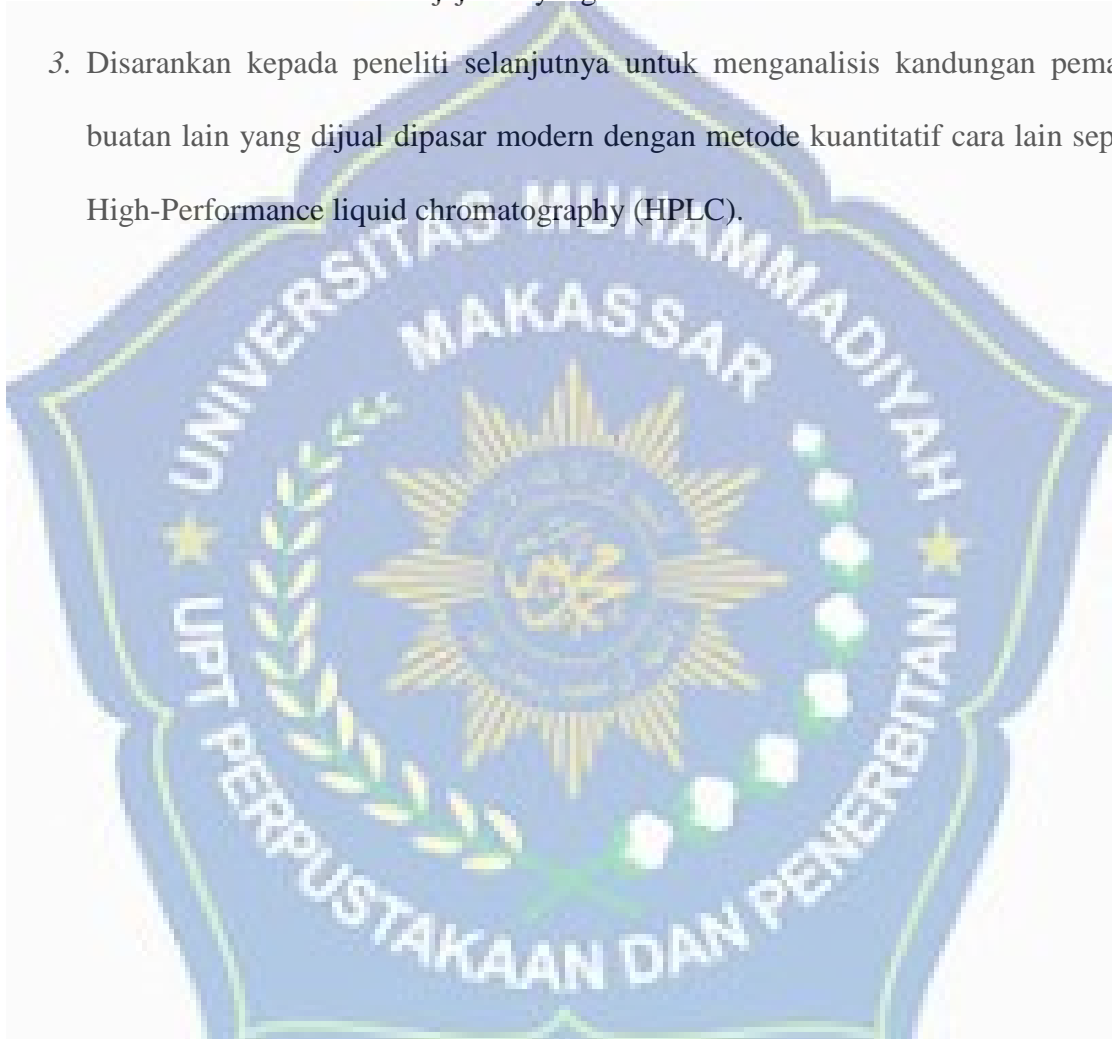 3. Disarankan kepada peneliti selanjutnya untuk menganalisis kandungan pema
buatan lain yang dijual dipasar modern dengan metode kuantitatif cara lain sep
High-Performance liquid chromatography (HPLC).
UNIVERSITAS MUHAMMADIYAH
MAKASSAR
UPT PERPUSTAKAAN DAN PENERBITAN